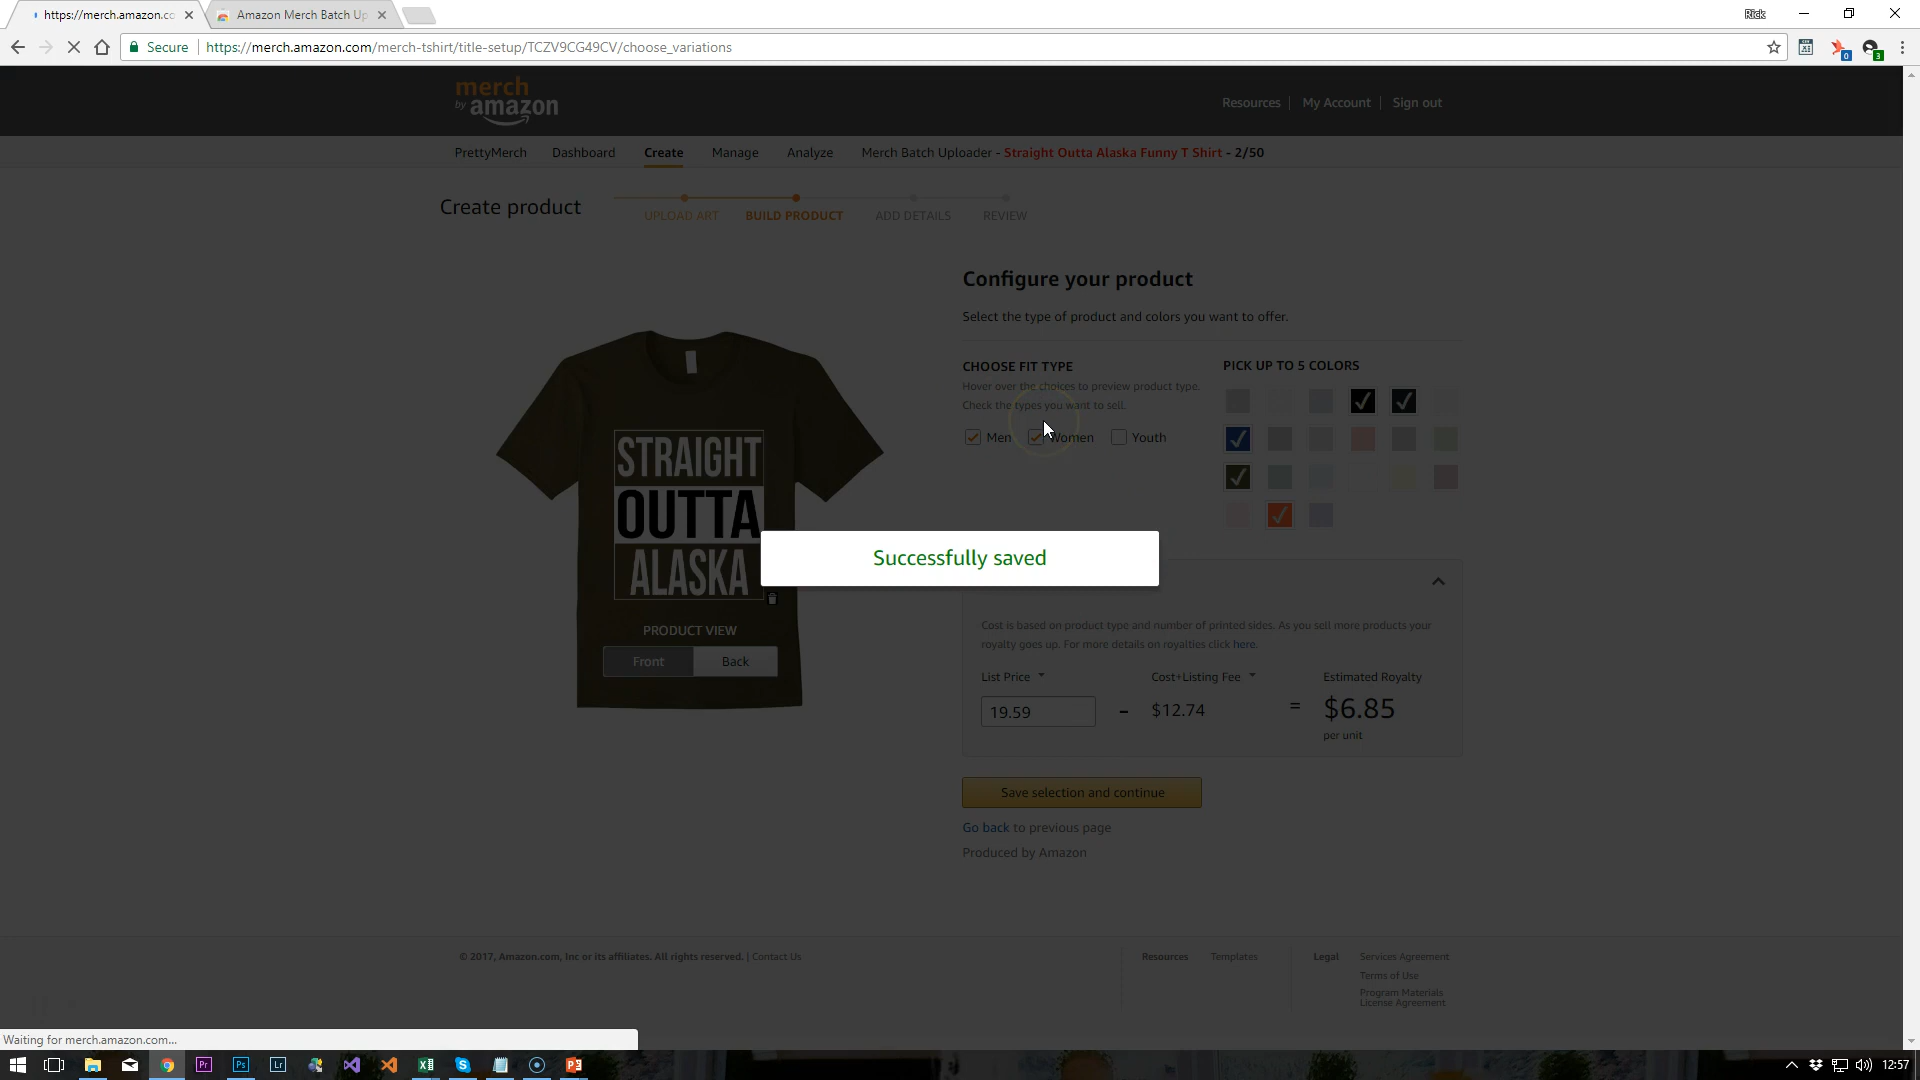 https://merch.amazon.co
Amazon Merch Batch Up
Rick
Secure
https://merch.amazon.com/merch-tshirt/title-setup/TCZV9CG49CV/choose_variations
0
3
merch
by amazon
Resources
My Account
Sign out
PrettyMerch
Dashboard
Create
Manage
Analyze
Merch Batch Uploader - Straight Outta Alaska Funny T Shirt - 2/50
Create product
UPLOAD ART
BUILD PRODUCT
ADD DETAILS
REVIEW
Configure your product
Select the type of product and colors you want to offer.
CHOOSE FIT TYPE
Hover over the choices to preview product type.
Check the types you want to sell.
Men
Women
Youth
PICK UP TO 5 COLORS
STRAIGHT
OUTTA
ALASKA
PRODUCT VIEW
Front
Back
Successfully saved
Cost is based on product type and number of printed sides. As you sell more products your
royalty goes up. For more details on royalties click here.
List Price
Cost+Listing Fee
Estimated Royalty
19.59
-
$12.74
=
$6.85
per unit
Save selection and continue
Go back to previous page
Produced by Amazon
© 2017, Amazon.com, Inc or its affiliates. All rights reserved. | Contact Us
Resources
Templates
Legal
Services Agreement
Terms of Use
Program Materials
License Agreement
Waiting for merch.amazon.com...
Pr
Ps
Lr
12:57